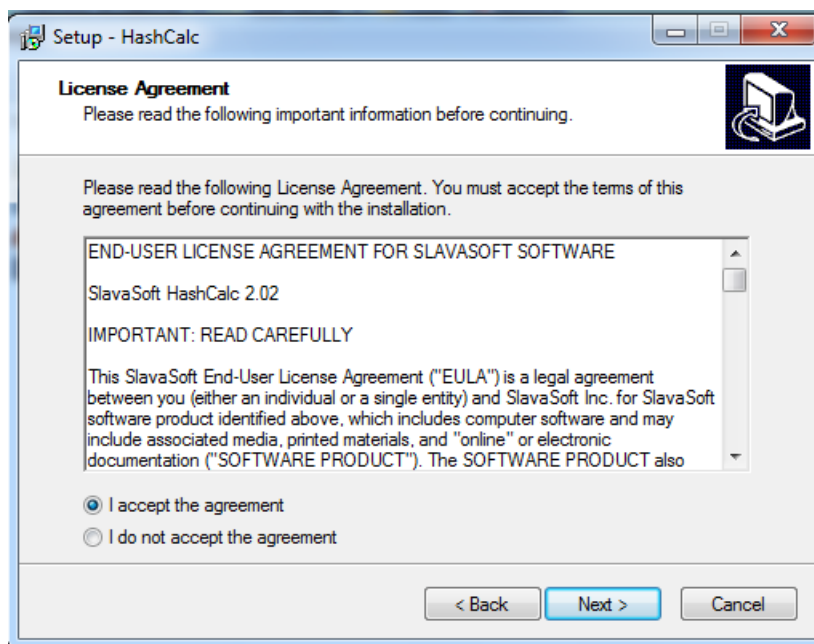 Setup - HashCalc
License Agreement
Please read the following important information before continuing.
Please read the following License Agreement. You must accept the terms of this
agreement before continuing with the installation.
END-USER LICENSE AGREEMENT FOR SLAVASOFT SOFTWARE
SlavaSoft HashCalc 2.02
IMPORTANT: READ CAREFULLY
This SlavaSoft End-User License Agreement ("EULA") is a legal agreement
between you (either an individual or a single entity) and SlavaSoft Inc. for SlavaSoft
software product identified above, which includes computer software and may
include associated media, printed materials, and "online" or electronic
documentation ("SOFTWARE PRODUCT"). The SOFTWARE PRODUCT also
I accept the agreement
I do not accept the agreement
< Back Next > Cancel